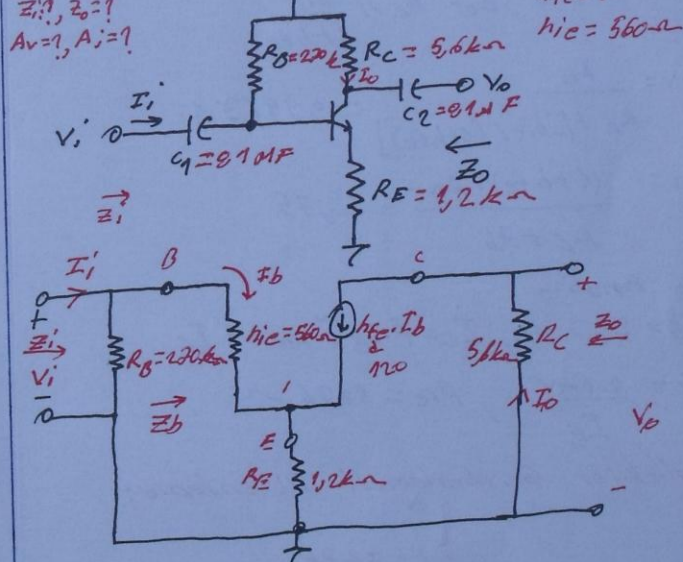 Zi=?, Zo=?
Av=?, Ai=?
hie = 560Ω
RB=270k
RC = 5,6kΩ
Io
Vo
Ii
Vi
C1=81µF
C2=81µF
Zo
RE = 1,2kΩ
Zi
Ii
B
Ib
C
+
+
Zi
Vi
-
RB=270kΩ
hie=560Ω
hfe.Ib
120
5,6kΩ
RC
Zo
Zb
Io
Vo
E
RE
1,2kΩ
-